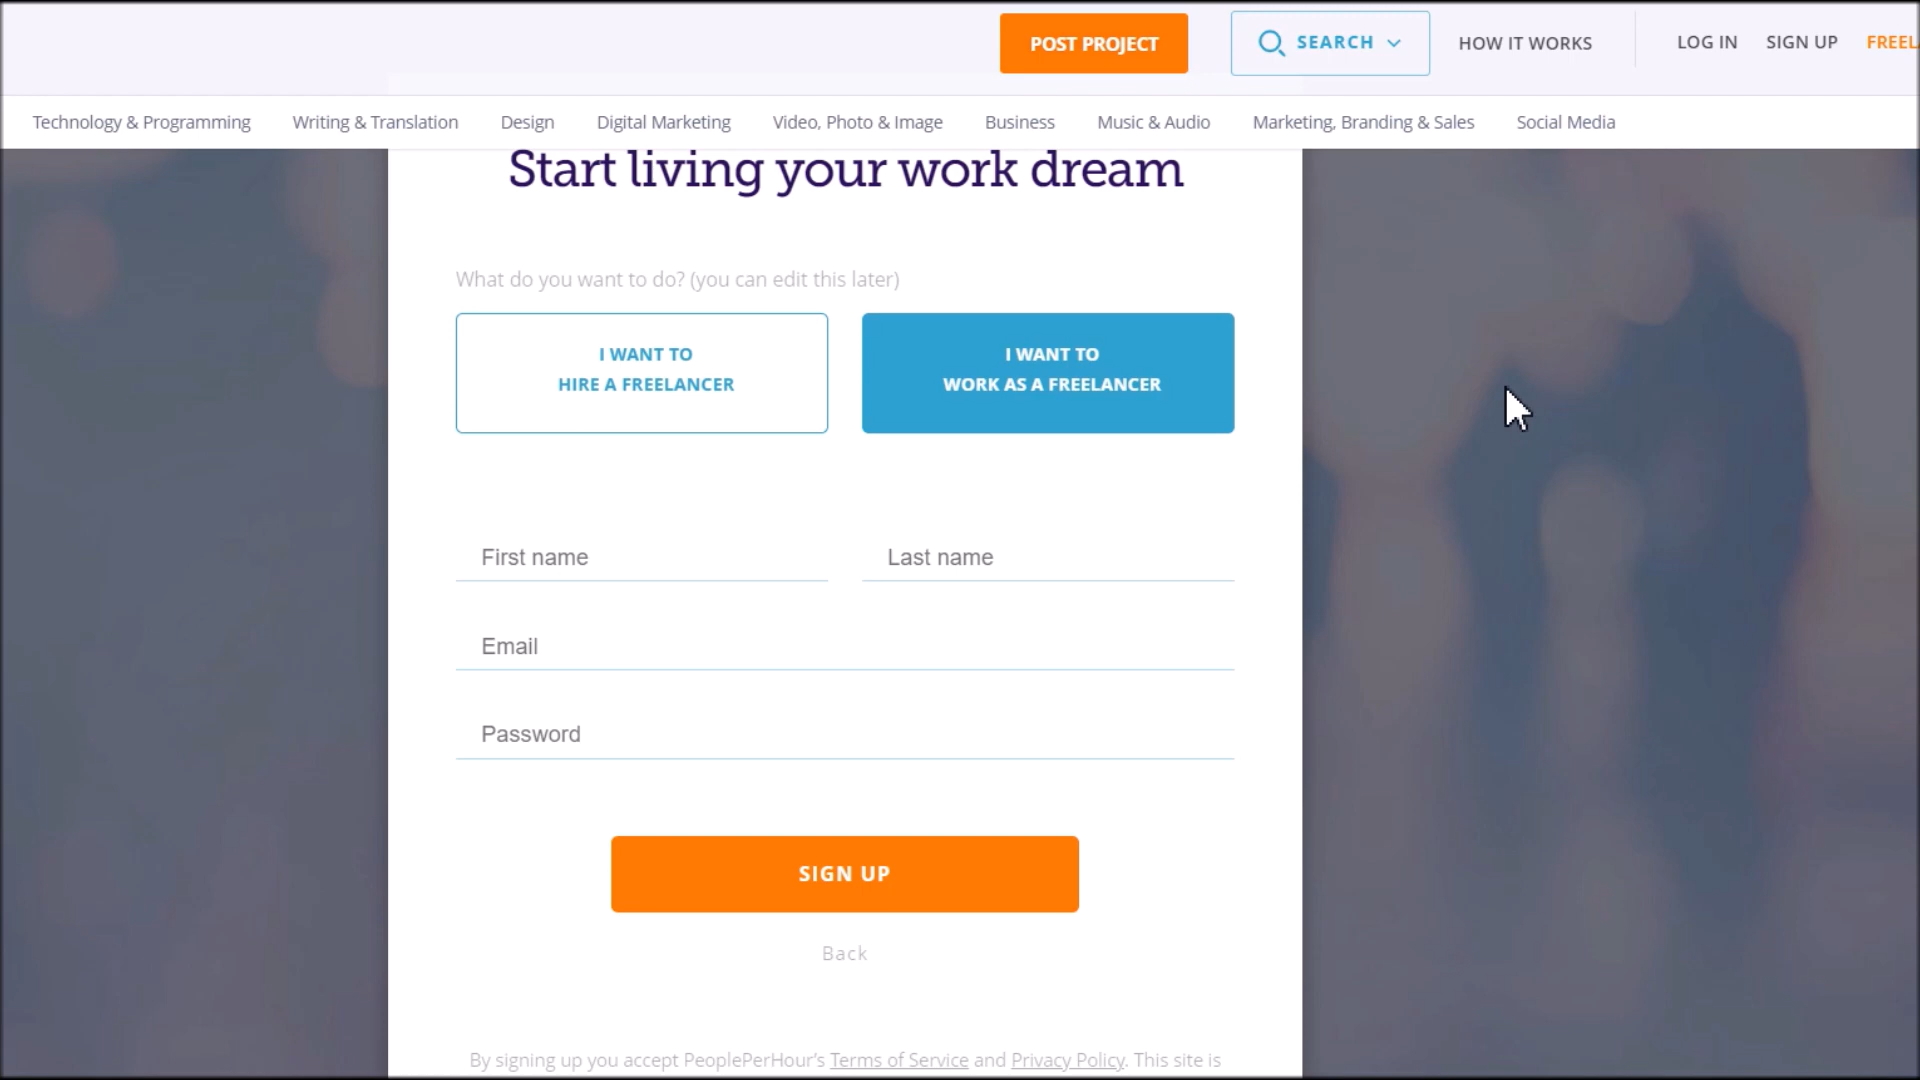 POST PROJECT
SEARCH
HOW IT WORKS
LOG IN
SIGN UP
FREEL
Technology & Programming
Writing & Translation
Design
Digital Marketing
Video, Photo & Image
Business
Music & Audio
Marketing, Branding & Sales
Social Media
Start living your work dream
What do you want to do? (you can edit this later)
I WANT TO
HIRE A FREELANCER
I WANT TO
WORK AS A FREELANCER
First name
Last name
Email
Password
SIGN UP
Back
By signing up you accept PeoplePerHour's Terms of Service and Privacy Policy. This site is